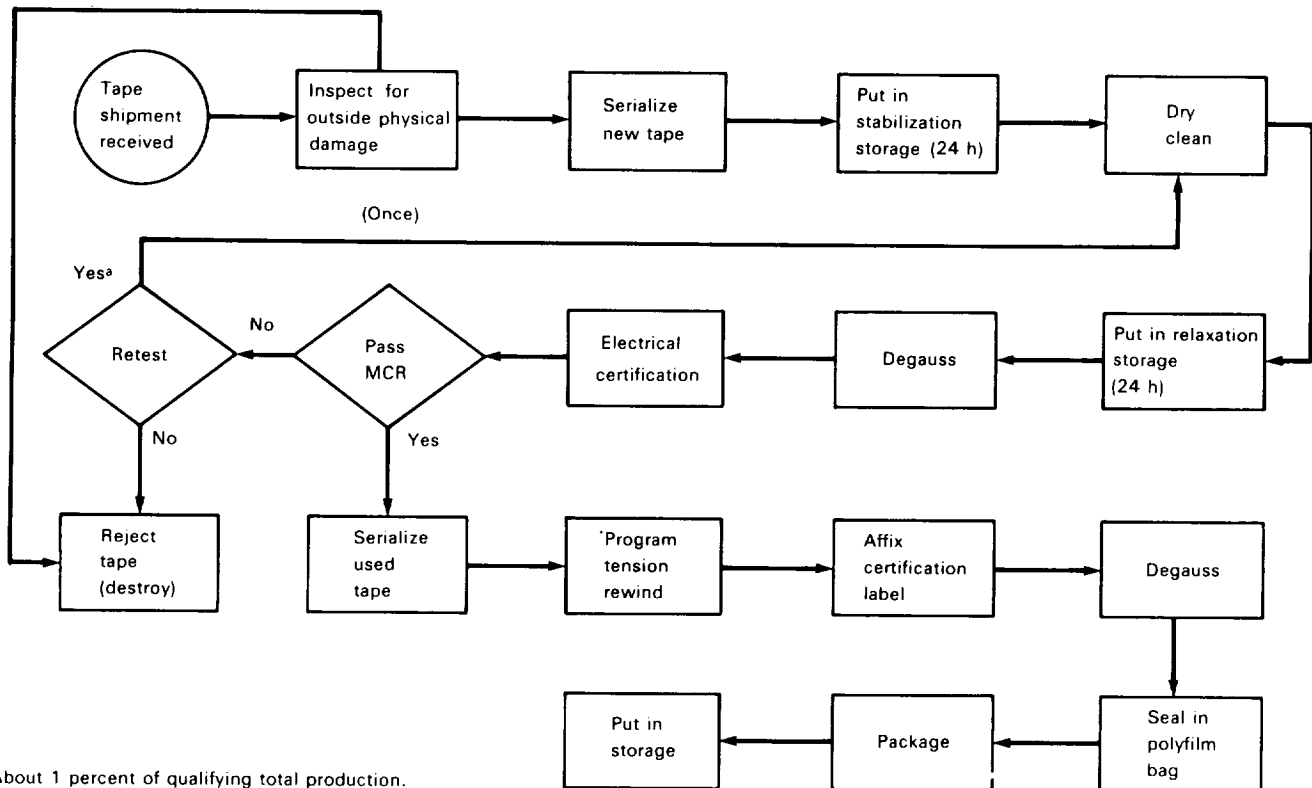 Tape
shipment
received
Inspect for
outside physical
damage
Serialize
new tape
Put in
stabilization
storage (24 h)
Dry
clean
(Once)
Yesa
Retest
No
Pass
MCR
Electrical
certification
Degauss
Put in relaxation
storage
(24 h)
No
Yes
Reject
tape
(destroy)
Serialize
used
tape
Program
tension
rewind
Affix
certification
label
Degauss
Put in
storage
Package
Seal in
polyfilm
bag
About 1 percent of qualifying total production.